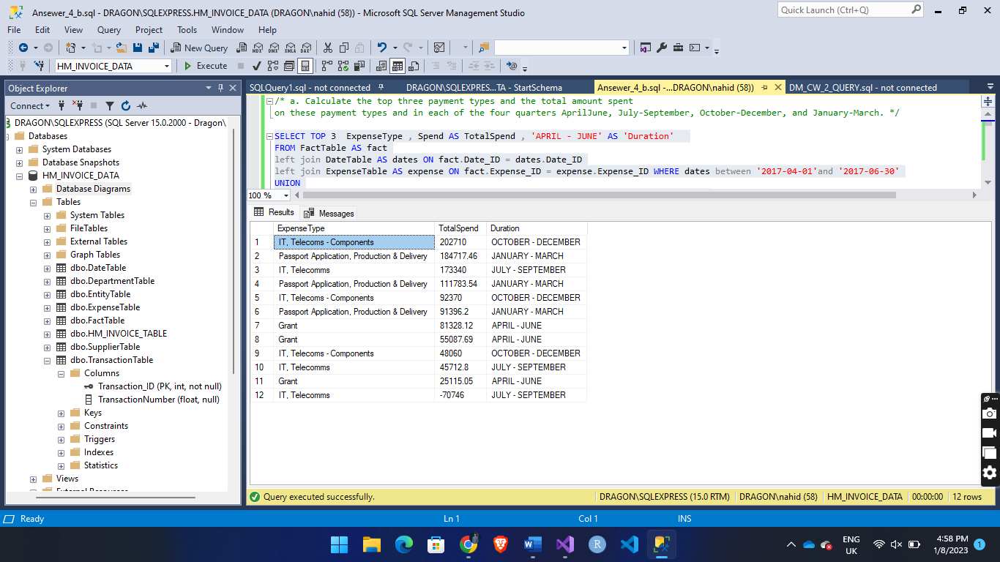 Ansewer_4_b.sql - DRAGON\SQLEXPRESS.HM_INVOICE_DATA (DRAGON\nahid (58)) - Microsoft SQL Server Management Studio
Quick Launch (Ctrl+Q)
File Edit View Query Project Tools Window Help
New Query MDX DMX XMLA DAX
HM_INVOICE_DATA Execute
Object Explorer
Connect
DRAGON\SQLEXPRESS (SQL Server 15.0.2000 - Dragon\
Databases
System Databases
Database Snapshots
HM_INVOICE_DATA
Database Diagrams
Tables
System Tables
FileTables
External Tables
Graph Tables
dbo.DateTable
dbo.DepartmentTable
dbo.EntityTable
dbo.ExpenseTable
dbo.FactTable
dbo.HM_INVOICE_TABLE
dbo.SupplierTable
dbo.TransactionTable
Columns
Transaction_ID (PK, int, not null)
TransactionNumber (float, null)
Keys
Constraints
Triggers
Indexes
Statistics
Views
External Resources
SQLQuery1.sql - not connected DRAGON\SQLEXPRES...TA - StartSchema Ansewer_4_b.sql -...DRAGON\nahid (58)) DM_CW_2_QUERY.sql - not connected
/* a. Calculate the top three payment types and the total amount spent
on these payment types and in each of the four quarters AprilJune, July-September, October-December, and January-March. */
SELECT TOP 3 ExpenseType , Spend AS TotalSpend , 'APRIL - JUNE' AS 'Duration'
FROM FactTable AS fact
left join DateTable AS dates ON fact.Date_ID = dates.Date_ID
left join ExpenseTable AS expense ON fact.Expense_ID = expense.Expense_ID WHERE dates between '2017-04-01'and '2017-06-30'
UNION
100 %
Results Messages
ExpenseType TotalSpend Duration
1 IT, Telecoms - Components 202710 OCTOBER - DECEMBER
2 Passport Application, Production & Delivery 184717.46 JANUARY - MARCH
3 IT, Telecomms 173340 JULY - SEPTEMBER
4 Passport Application, Production & Delivery 111783.54 JANUARY - MARCH
5 IT, Telecoms - Components 92370 OCTOBER - DECEMBER
6 Passport Application, Production & Delivery 91396.2 JANUARY - MARCH
7 Grant 81328.12 APRIL - JUNE
8 Grant 55087.69 APRIL - JUNE
9 IT, Telecoms - Components 48060 OCTOBER - DECEMBER
10 IT, Telecomms 45712.8 JULY - SEPTEMBER
11 Grant 25115.05 APRIL - JUNE
12 IT, Telecomms -70746 JULY - SEPTEMBER
Query executed successfully. DRAGON\SQLEXPRESS (15.0 RTM) DRAGON\nahid (58) HM_INVOICE_DATA 00:00:00 12 rows
Ready Ln 1 Col 1 INS
ENG
UK
4:58 PM
1/8/2023
1